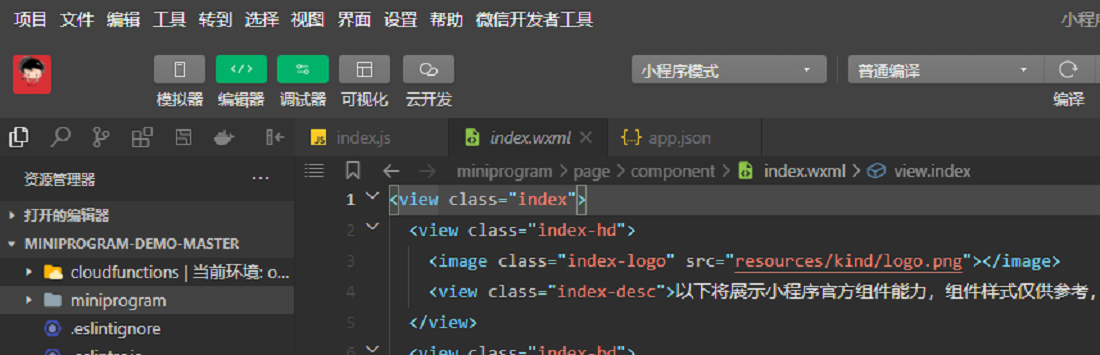 项目 文件 编辑 工具 转到 选择 视图 界面 设置 帮助 微信开发者工具 小程序
小程序模式 普通编译
模拟器 编辑器 调试器 可视化 云开发 编译
index.js index.wxml app.json
资源管理器 ... miniprogram > page > component > index.wxml > view.index
打开的编辑器
MINIPROGRAM-DEMO-MASTER
cloudfunctions | 当前环境: o...
miniprogram
.eslintignore
1 <view class="index">
2 <view class="index-hd">
3 <image class="index-logo" src="resources/kind/logo.png"></image>
4 <view class="index-desc">以下将展示小程序官方组件能力，组件样式仅供参考，
5 </view>
6 <view class="index-bd">